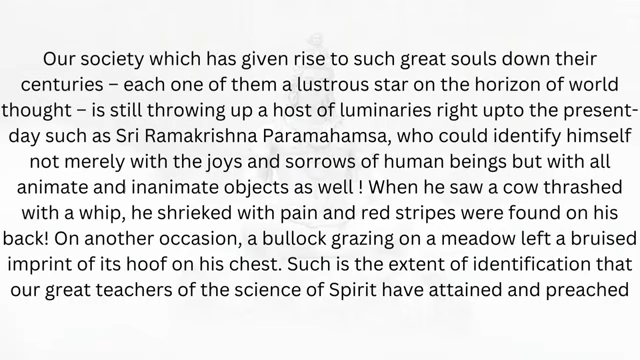 Our society which has given rise to such great souls down their
centuries – each one of them a lustrous star on the horizon of world
thought – is still throwing up a host of luminaries right upto the present-
day such as Sri Ramakrishna Paramahamsa, who could identify himself
not merely with the joys and sorrows of human beings but with all
animate and inanimate objects as well ! When he saw a cow thrashed
with a whip, he shrieked with pain and red stripes were found on his
back! On another occasion, a bullock grazing on a meadow left a bruised
imprint of its hoof on his chest. Such is the extent of identification that
our great teachers of the science of Spirit have attained and preached